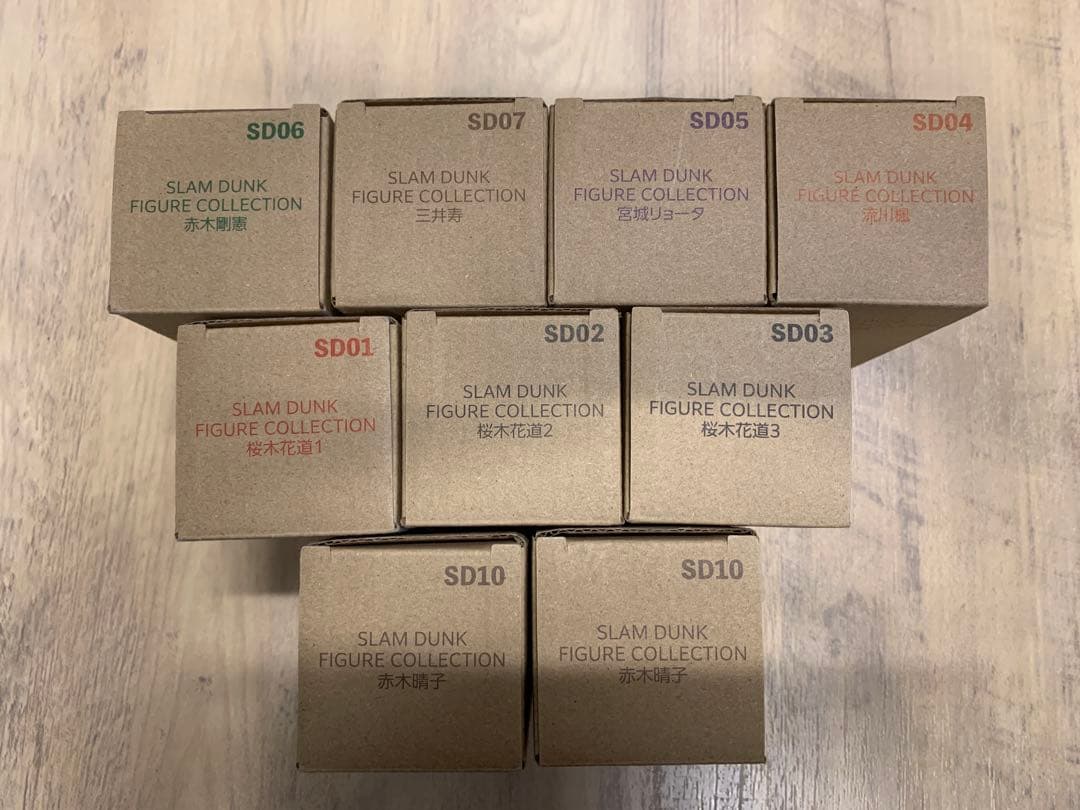 SD06
SLAM DUNK
FIGURE COLLECTION
赤木剛憲
SD07
SLAM DUNK
FIGURE COLLECTION
三井寿
SD05
SLAM DUNK
FIGURE COLLECTION
宮城リョータ
SD04
SLAM DUNK
FIGURE COLLECTION
流川楓
SD01
SLAM DUNK
FIGURE COLLECTION
桜木花道1
SD02
SLAM DUNK
FIGURE COLLECTION
桜木花道2
SD03
SLAM DUNK
FIGURE COLLECTION
桜木花道3
SD10
SLAM DUNK
FIGURE COLLECTION
赤木晴子
SD10
SLAM DUNK
FIGURE COLLECTION
赤木晴子